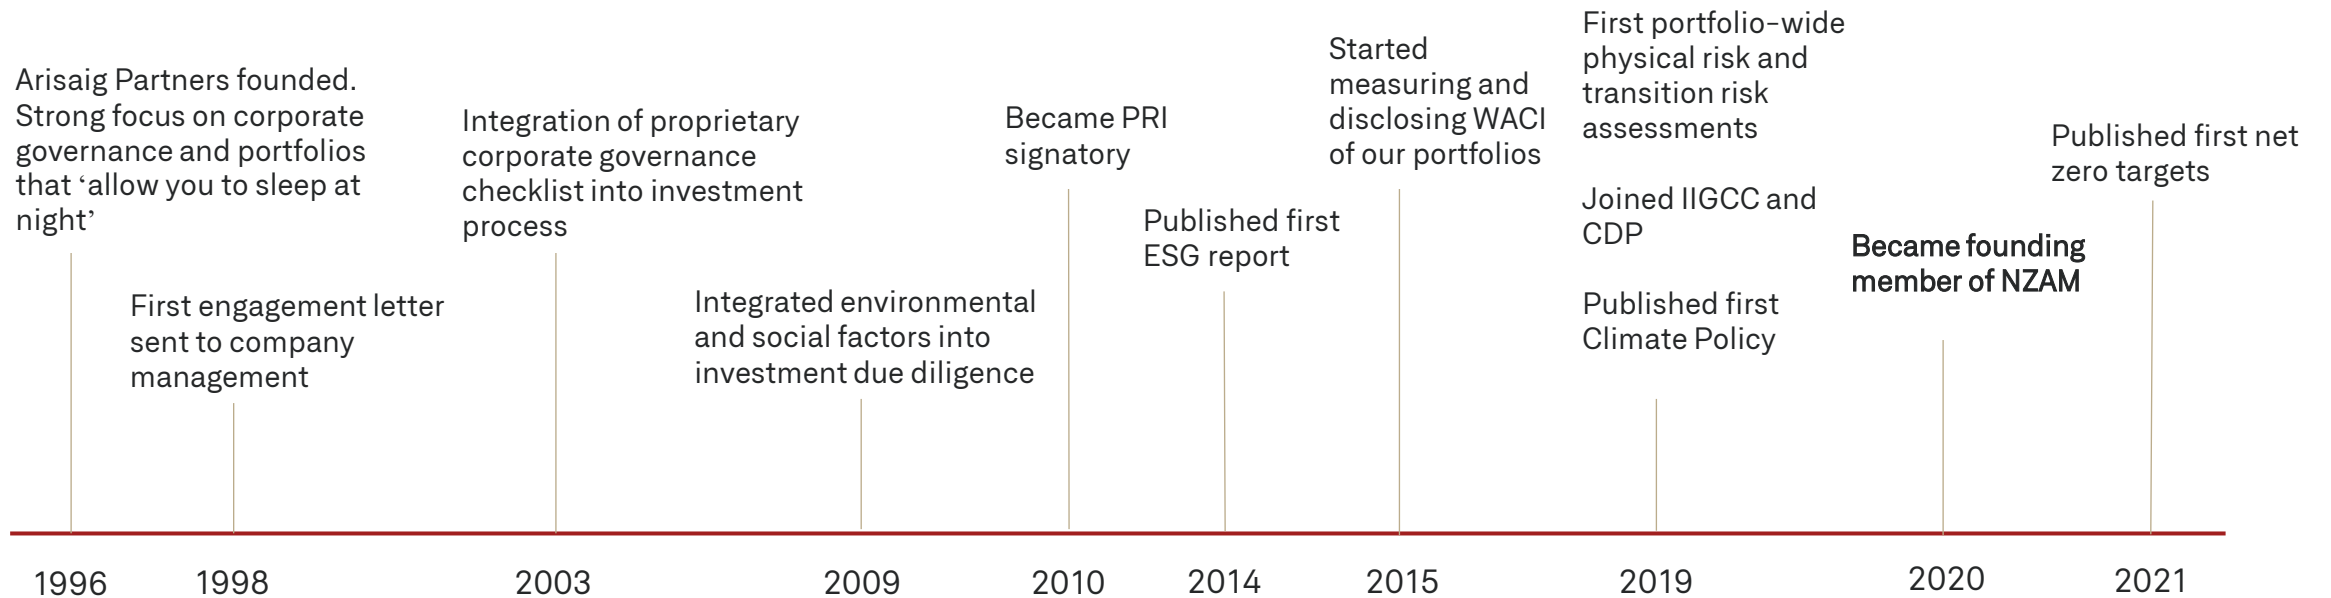 Arisaig Partners founded.
Strong focus on corporate
governance and portfolios
that ‘allow you to sleep at
night’
First engagement letter
sent to company
management
Integration of proprietary
corporate governance
checklist into investment
process
Integrated environmental
and social factors into
investment due diligence
Became PRI
signatory
Published first
ESG report
Started
measuring and
disclosing WACI
of our portfolios
First portfolio-wide
physical risk and
transition risk
assessments
Joined IIGCC and
CDP
Published first
Climate Policy
Became founding
member of NZAM
Published first net
zero targets
1996
1998
2003
2009
2010
2014
2015
2019
2020
2021